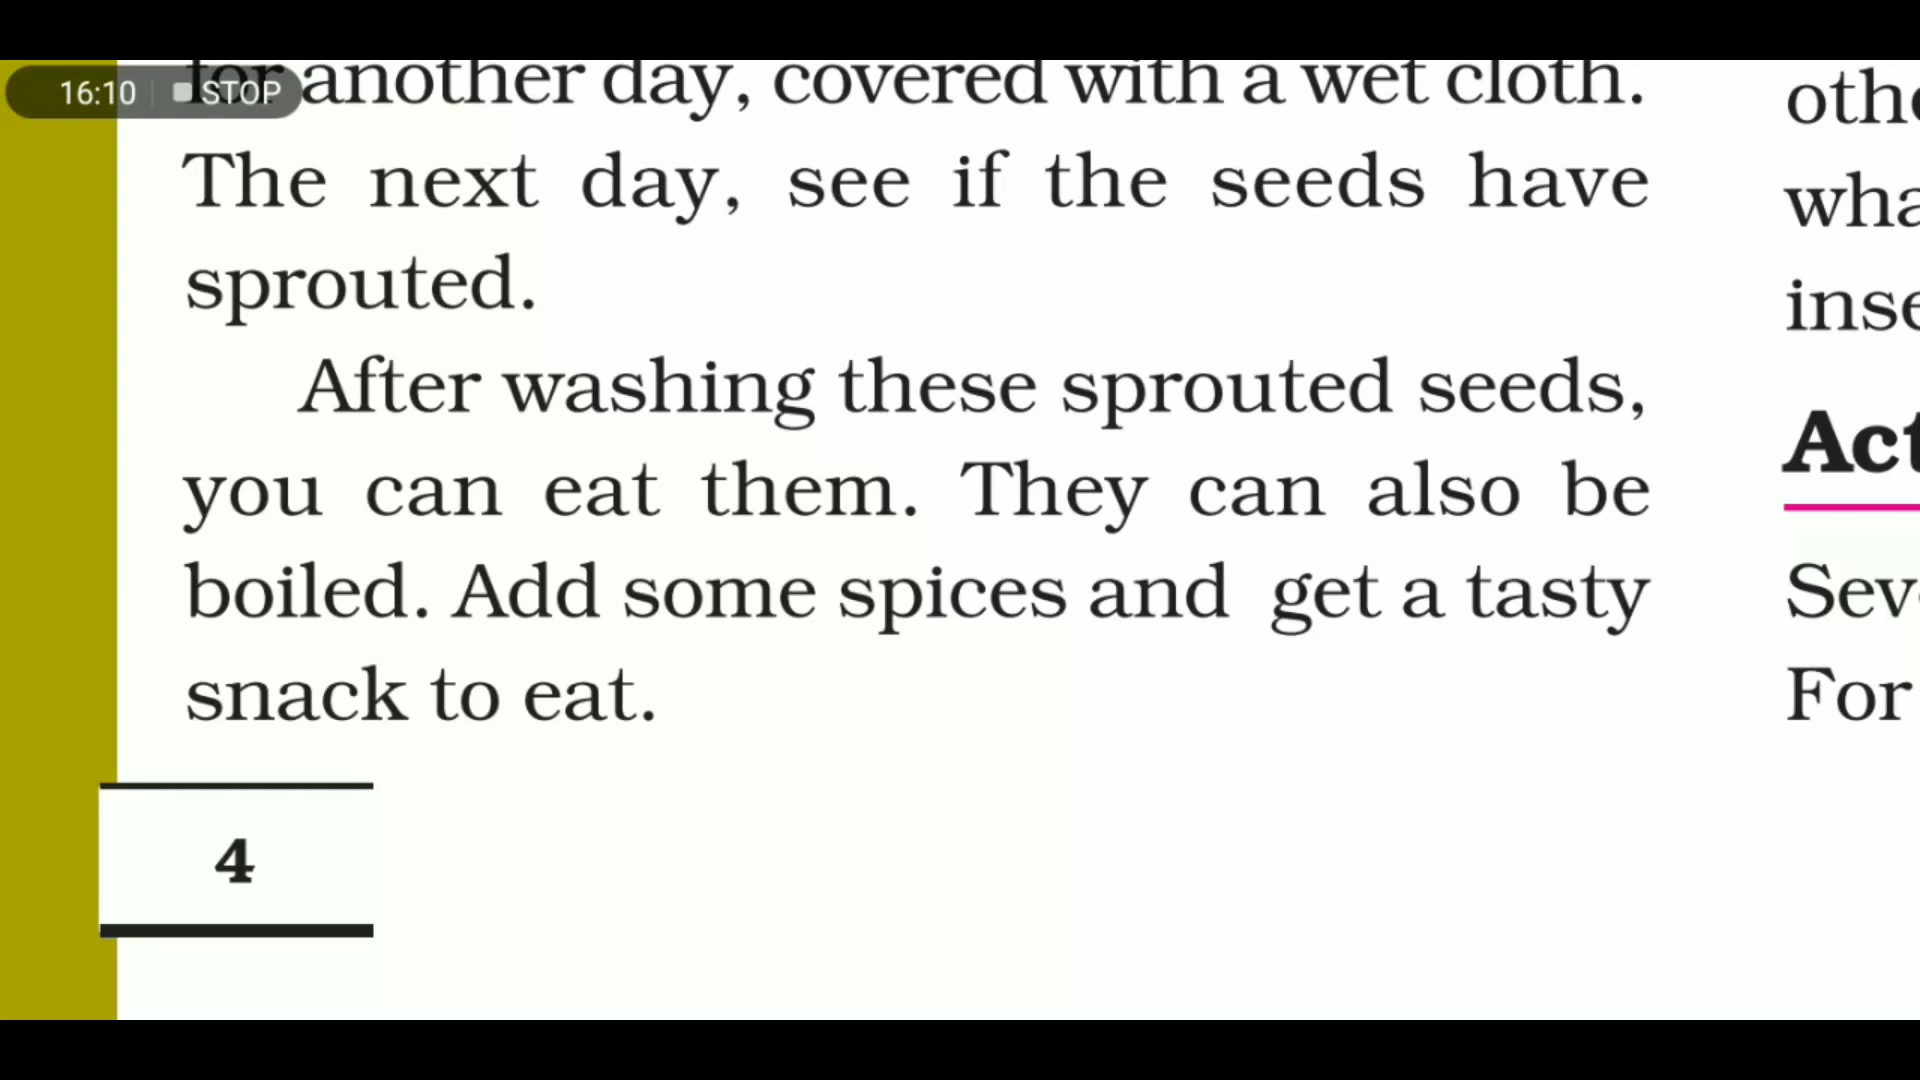 16:10 STOP
for another day, covered with a wet cloth.
The next day, see if the seeds have
sprouted.
After washing these sprouted seeds,
you can eat them. They can also be
boiled. Add some spices and get a tasty
snack to eat.
4
For